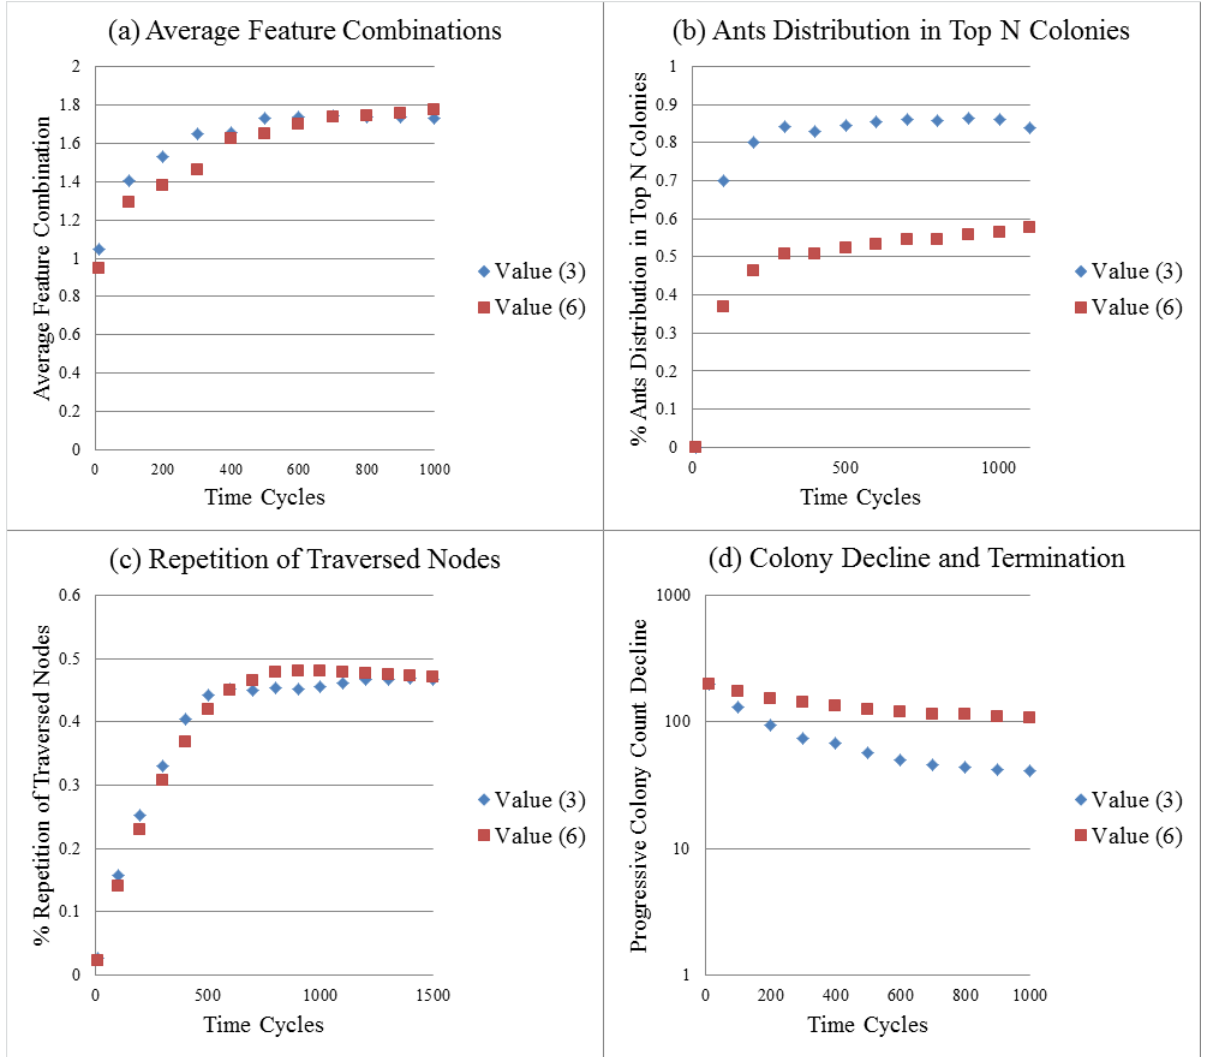 (a) Average Feature Combinations
2
1.8
1.6
1.4
1.2
1
0.8
0.6
0.4
0.2
0
Average Feature Combination
0 200 400 600 800 1000
Time Cycles
Value (3)
Value (6)
(b) Ants Distribution in Top N Colonies
1
0.9
0.8
0.7
0.6
0.5
0.4
0.3
0.2
0.1
0
% Ants Distribution in Top N Colonies
0 500 1000
Time Cycles
Value (3)
Value (6)
(c) Repetition of Traversed Nodes
0.6
0.5
0.4
0.3
0.2
0.1
0
% Repetition of Traversed Nodes
0 500 1000 1500
Time Cycles
Value (3)
Value (6)
(d) Colony Decline and Termination
1000
100
10
1
Progressive Colony Count Decline
0 200 400 600 800 1000
Time Cycles
Value (3)
Value (6)